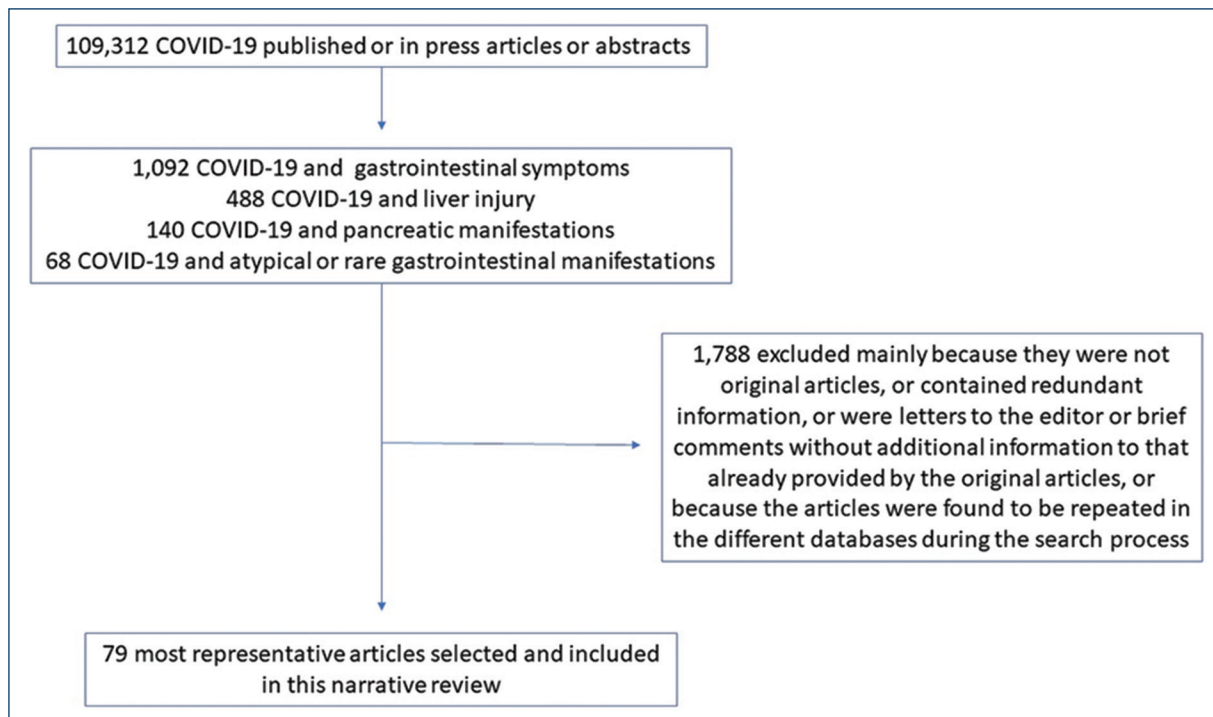 109,312 COVID-19 published or in press articles or abstracts
1,092 COVID-19 and gastrointestinal symptoms
488 COVID-19 and liver injury
140 COVID-19 and pancreatic manifestations
68 COVID-19 and atypical or rare gastrointestinal manifestations
1,788 excluded mainly because they were not
original articles, or contained redundant
information, or were letters to the editor or brief
comments without additional information to that
already provided by the original articles, or
because the articles were found to be repeated in
the different databases during the search process
79 most representative articles selected and included
in this narrative review